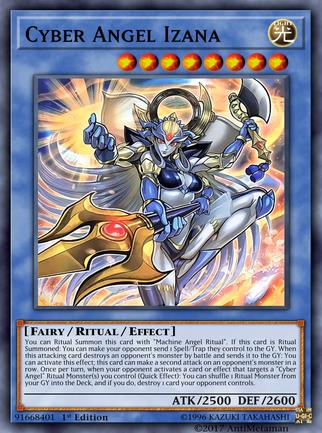 Cyber Angel Izana
光
[Fairy / Ritual / Effect]
You can Ritual Summon this card with "Machine Angel Ritual". If this card is Ritual
Summoned: You can make your opponent send 1 Spell/Trap they control to the GY. When
this attacking card destroys an opponent's monster by battle and sends it to the GY: You
can activate this effect; this card can make a second attack on an opponent's monster in a
row. Once per turn, when your opponent activates a card or effect that targets a "Cyber
Angel" Ritual Monster(s) you control (Quick Effect): You can shuffle 1 Ritual Monster from
your GY into the Deck, and if you do, destroy 1 card your opponent controls.
ATK/2500 DEF/2600
91668401 1st Edition ©1996 KAZUKI TAKAHASHI
©2017 AntiMetaman